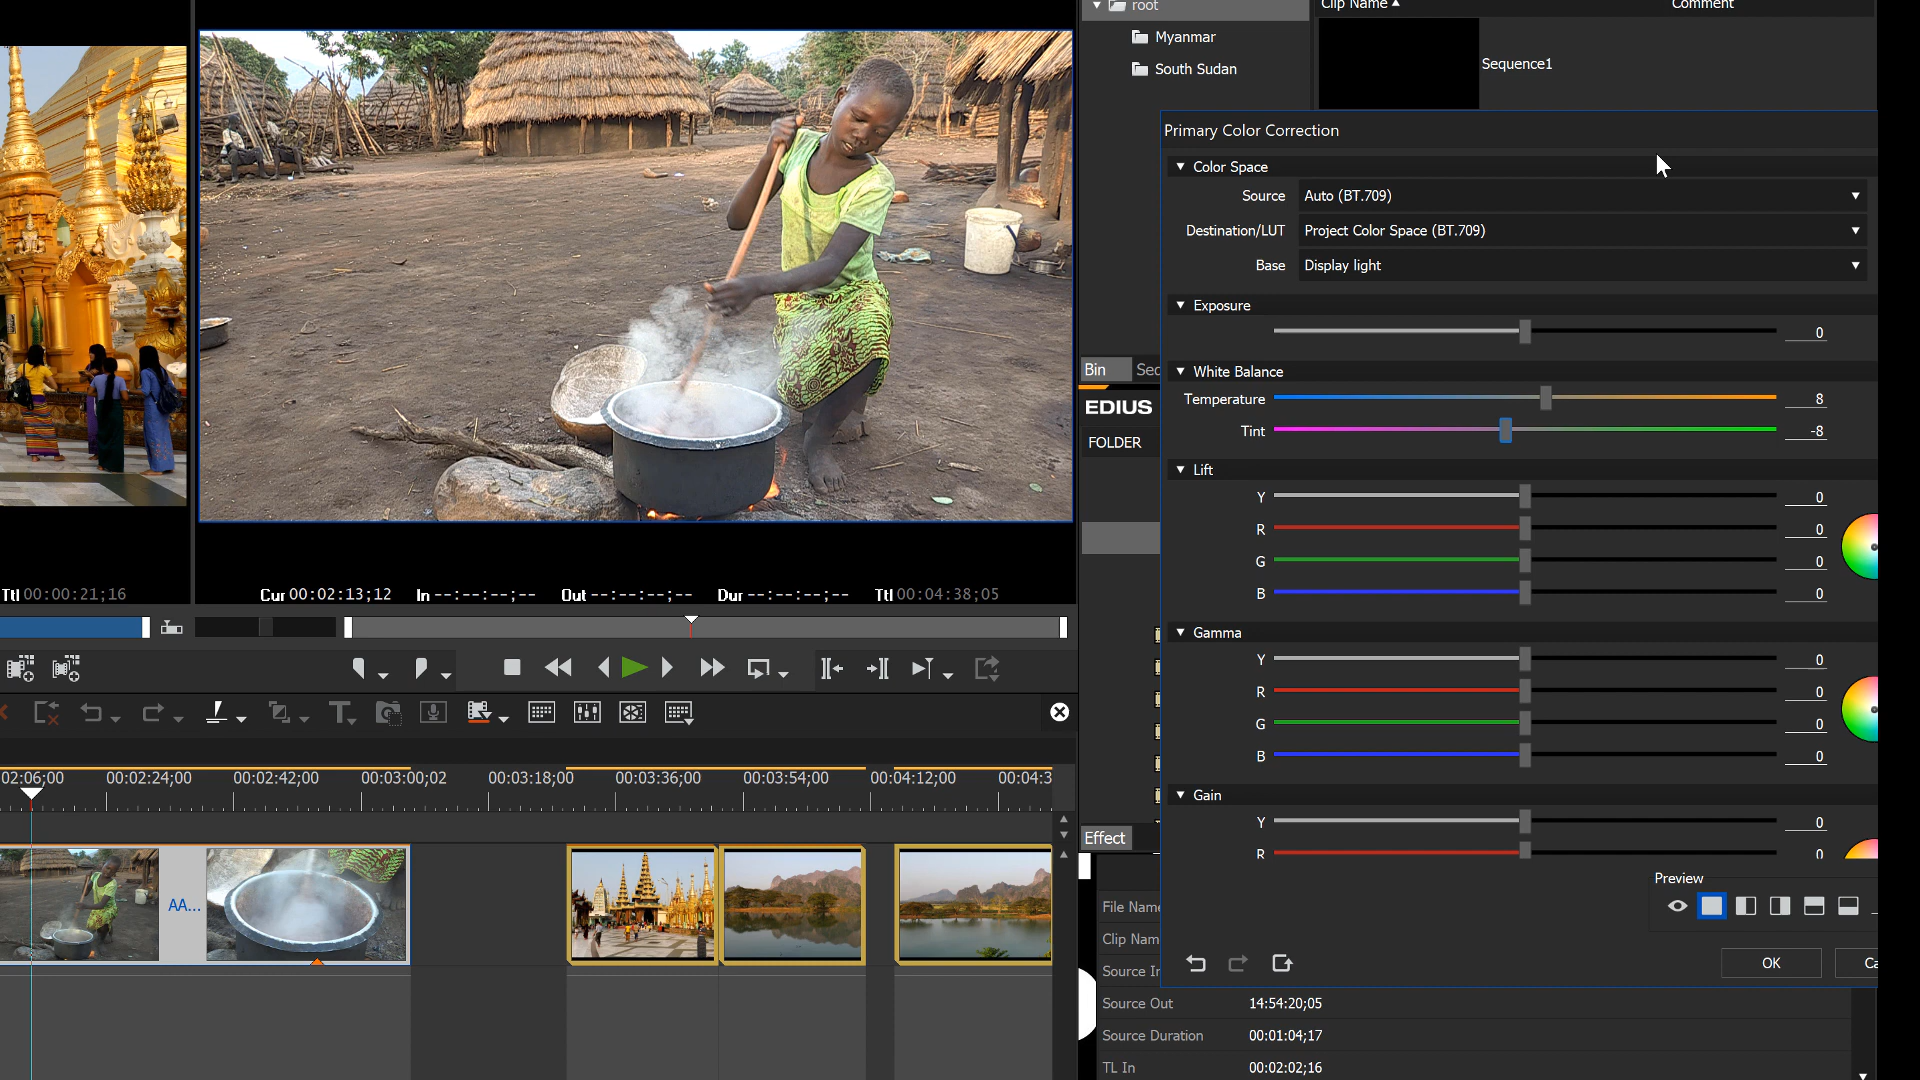 root
Clip Name
Comment
Myanmar
South Sudan
Sequence1
Primary Color Correction
Color Space
Source Auto (BT.709)
Destination/LUT Project Color Space (BT.709)
Base Display light
Exposure
0
White Balance
Temperature 8
Tint -8
Lift
Y 0
R 0
G 0
B 0
Gamma
Y 0
R 0
G 0
B 0
Gain
Y 0
R 0
Preview
OK
Bin
EDIUS
FOLDER
Effect
File Name
Source Out 14:54:20;05
Source Duration 00:01:04;17
TL In 00:02:02;16
Ttl 00:00:21;16
Cur 00:02:13;12 In --:--:--;-- Out --:--:--;-- Dur --:--:--;-- Ttl 00:04:38;05
02:06;00 00:02:24;00 00:02:42;00 00:03:00;02 00:03:18;00 00:03:36;00 00:03:54;00 00:04:12;00 00:04:3
AA...